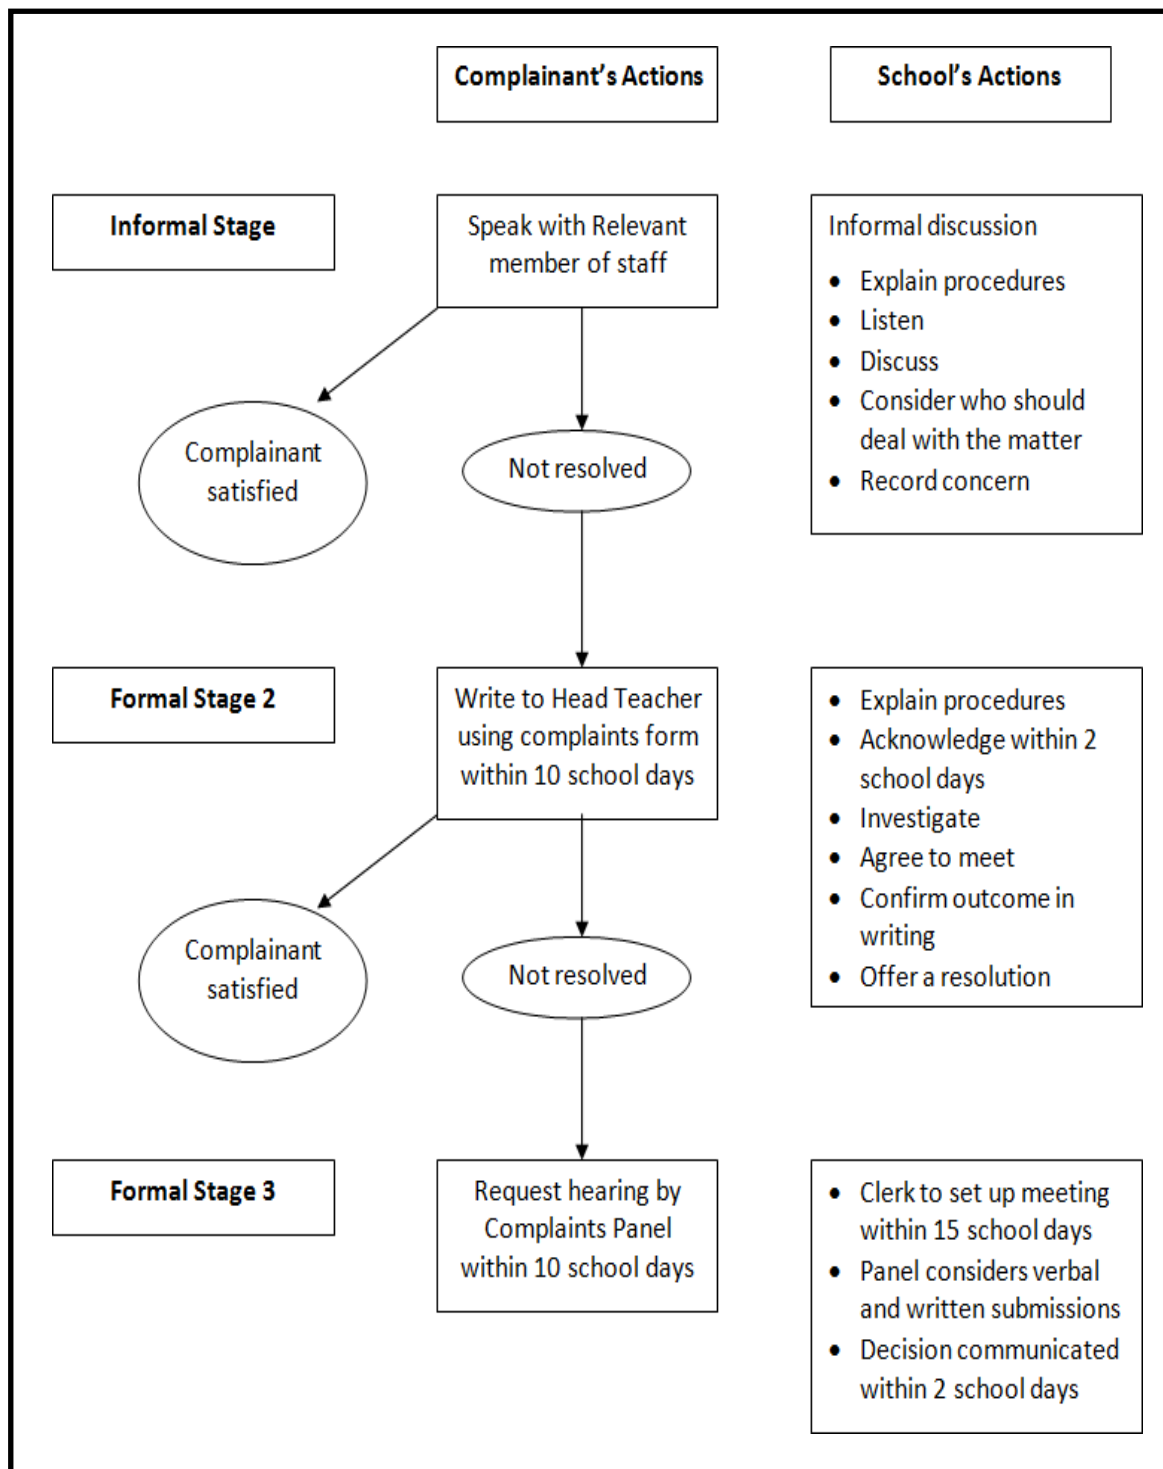 Complainant's Actions
School's Actions
Informal Stage
Speak with Relevant
member of staff
Informal discussion
• Explain procedures
• Listen
• Discuss
• Consider who should
deal with the matter
• Record concern
Complainant
satisfied
Not resolved
Formal Stage 2
Write to Head Teacher
using complaints form
within 10 school days
• Explain procedures
• Acknowledge within 2
school days
• Investigate
• Agree to meet
• Confirm outcome in
writing
• Offer a resolution
Complainant
satisfied
Not resolved
Formal Stage 3
Request hearing by
Complaints Panel
within 10 school days
• Clerk to set up meeting
within 15 school days
• Panel considers verbal
and written submissions
• Decision communicated
within 2 school days